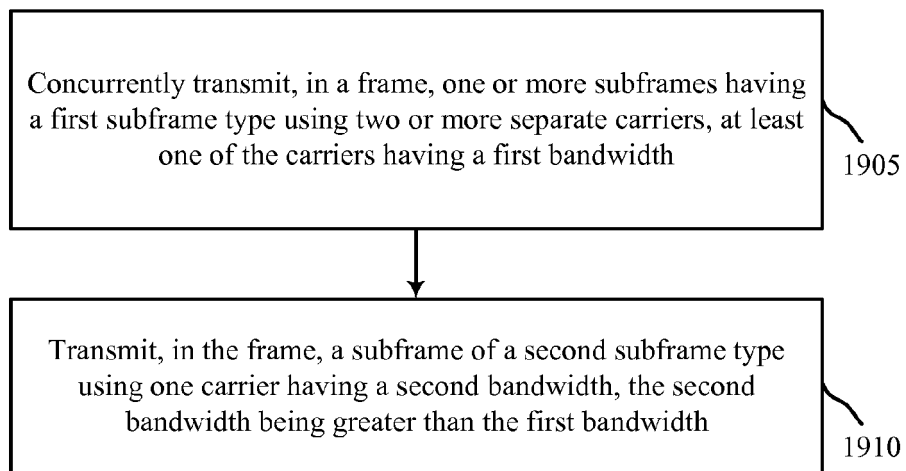 Concurrently transmit, in a frame, one or more subframes having
a first subframe type using two or more separate carriers, at least
one of the carriers having a first bandwidth
1905
Transmit, in the frame, a subframe of a second subframe type
using one carrier having a second bandwidth, the second
bandwidth being greater than the first bandwidth
1910